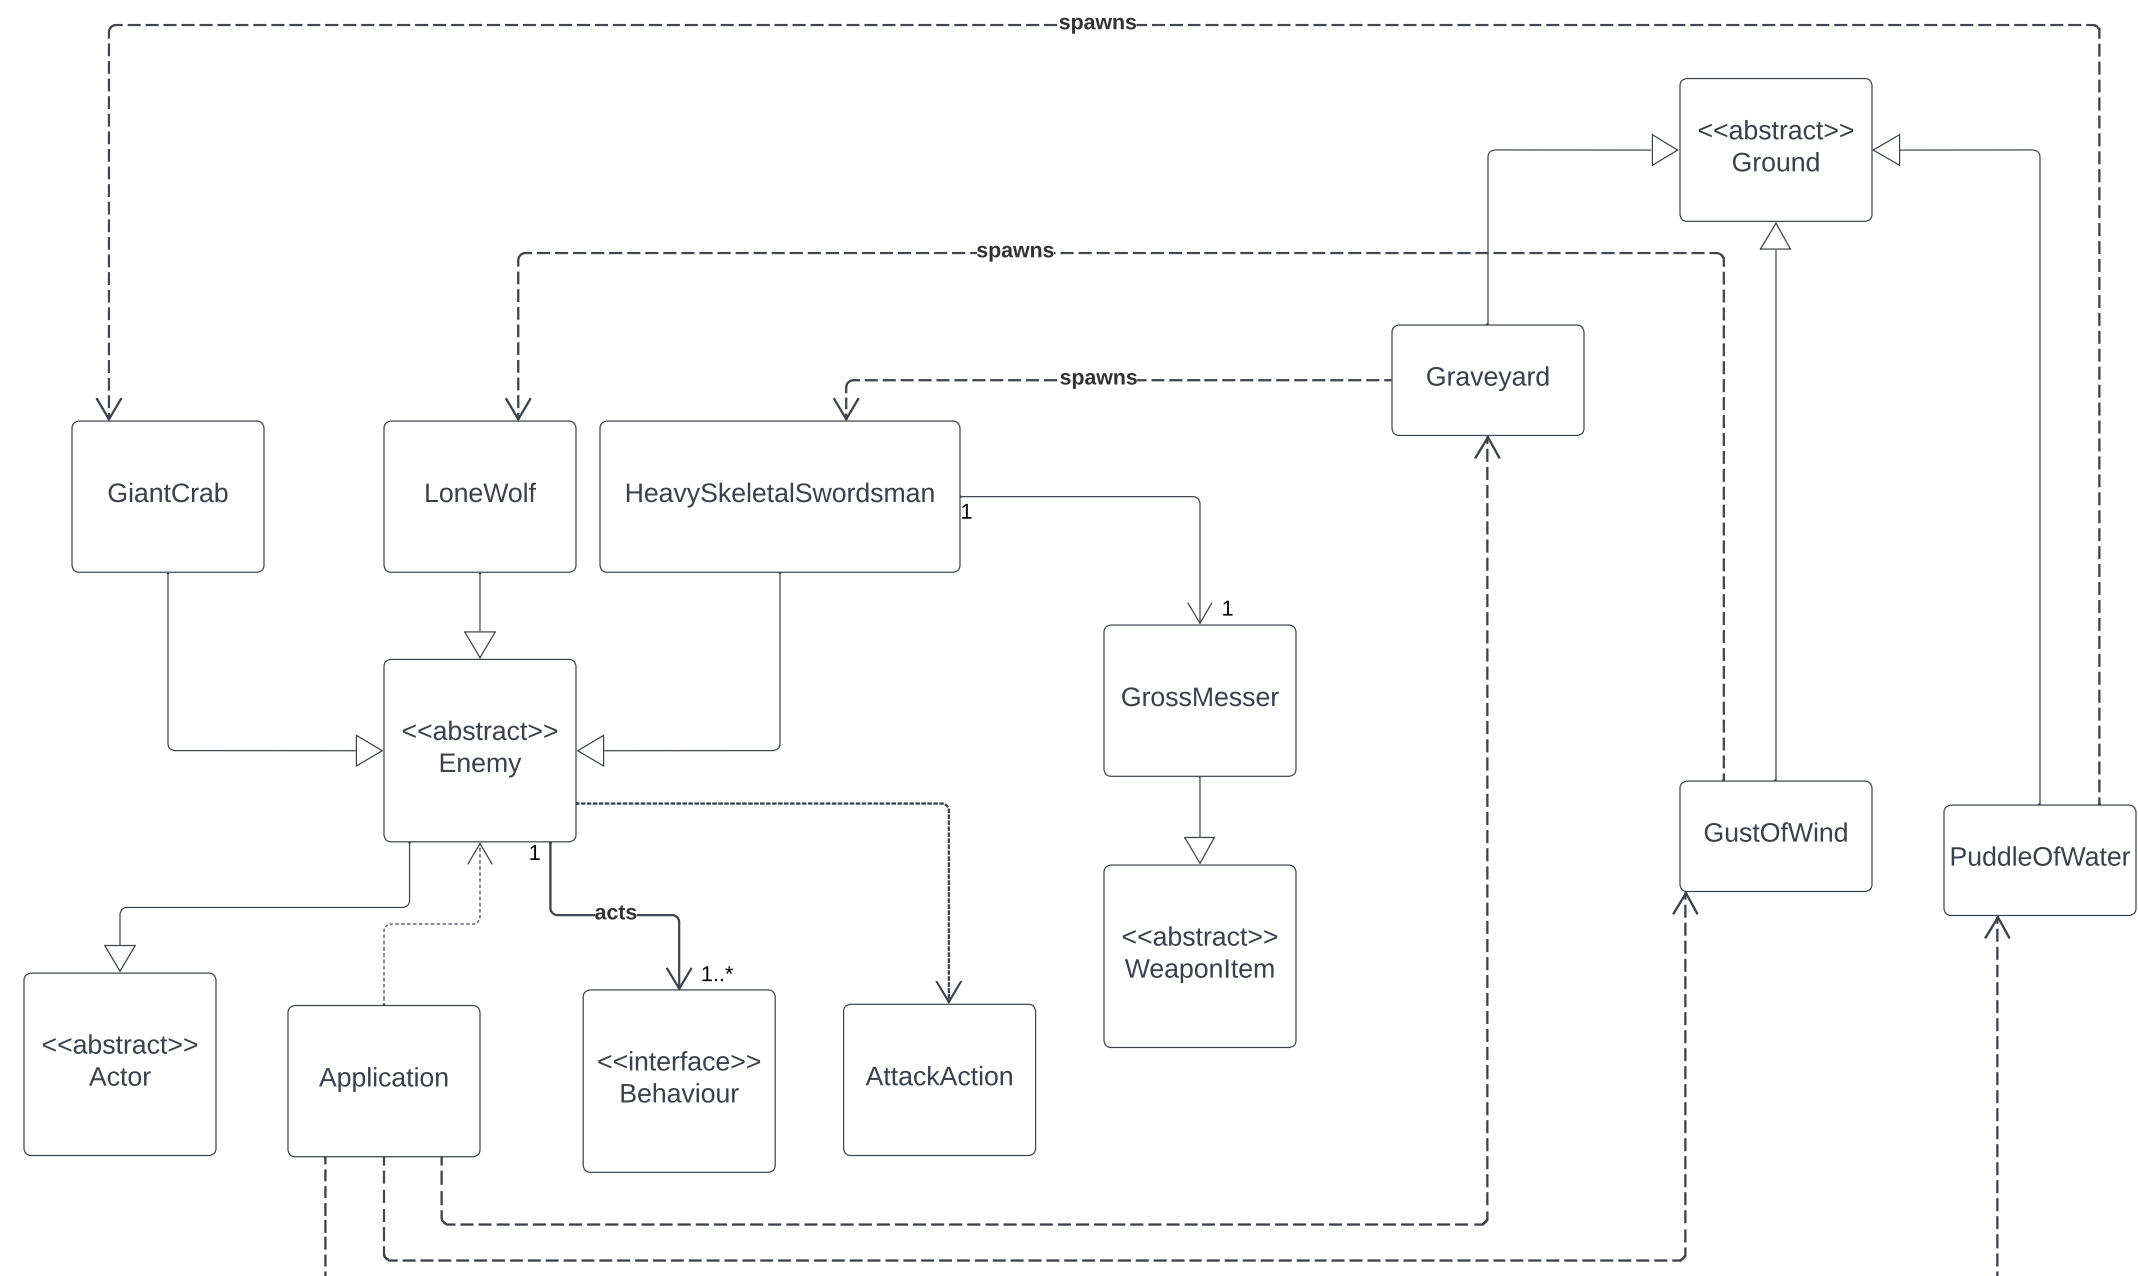 spawns
<<abstract>>
Ground
spawns
Graveyard
spawns
GiantCrab
LoneWolf
HeavySkeletalSwordsman
1
1
GrossMesser
<<abstract>>
Enemy
GustOfWind
PuddleOfWater
1
acts
1..*
<<abstract>>
WeaponItem
<<abstract>>
Actor
Application
<<interface>>
Behaviour
AttackAction